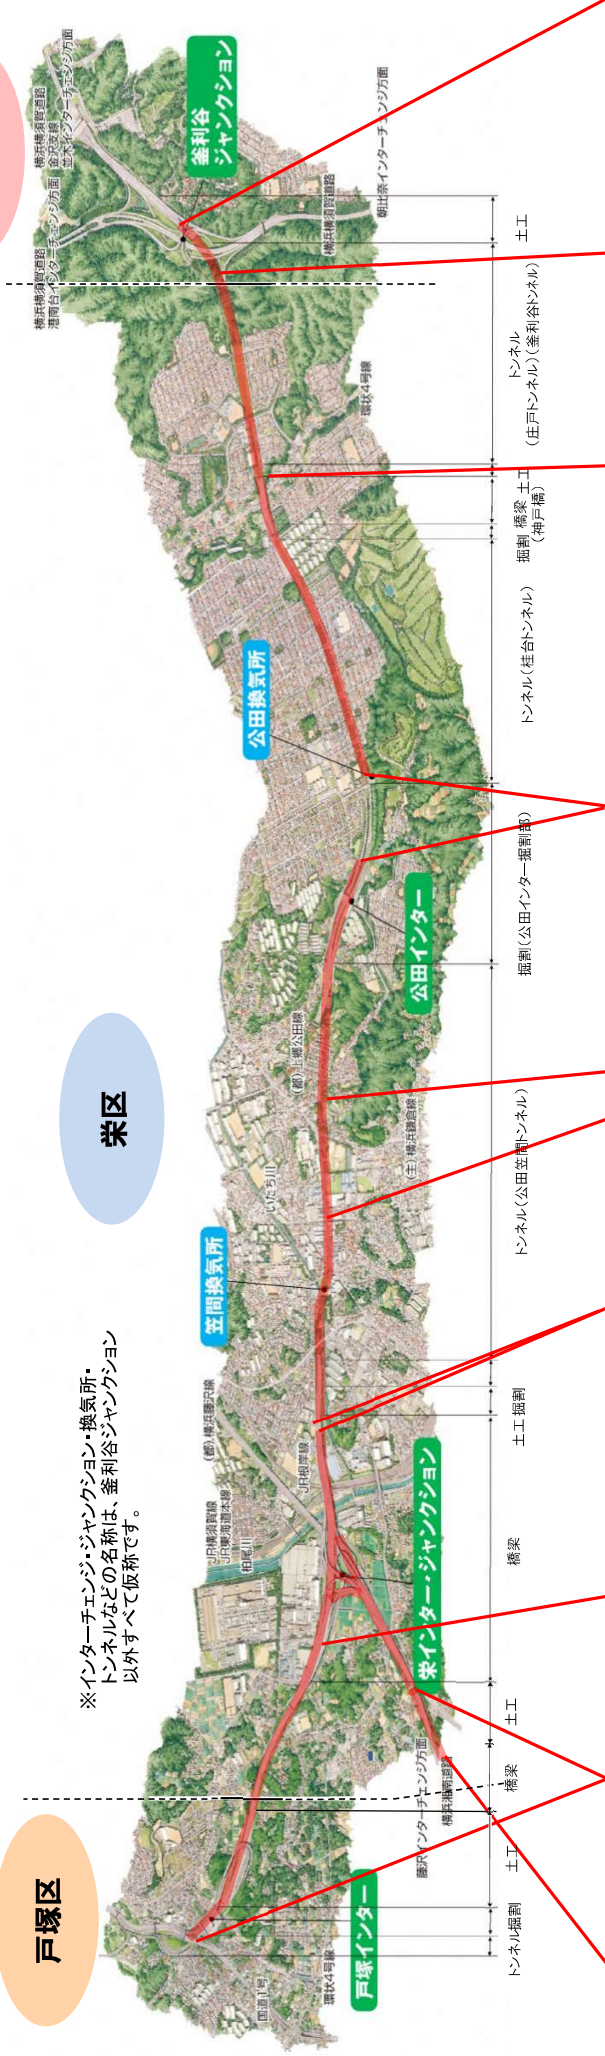 戸塚区
栄区
※インターチェンジ・ジャンクション・換気所・
トンネルなどの名称は、釜利谷ジャンクション
以外すべて仮称です。
国道1号
環状4号線
戸塚インター
藤沢インターチェンジ方面
横浜湘南道路
栄インター・ジャンクション
JR横須賀線
JR東海道本線
柏尾川
(都)横浜藤沢線
JR根岸線
笠間換気所
いたち川
(主)横浜鎌倉線
(都)上郷公田線
公田インター
公田換気所
環状4号線
横浜横須賀道路
港南台インターチェンジ方面
横浜横須賀道路
金沢支線
並木インターチェンジ方面
釜利谷
ジャンクション
横浜横須賀道路
朝比奈インターチェンジ方面
トンネル
掘割
土工
橋梁
土工
橋梁
土工
掘割
トンネル(公田笠間トンネル)
掘割(公田インター掘割部)
トンネル(桂台トンネル)
掘割
橋梁
(神戸橋)
土工
トンネル
(庄戸トンネル)(釜利谷トンネル)
土工